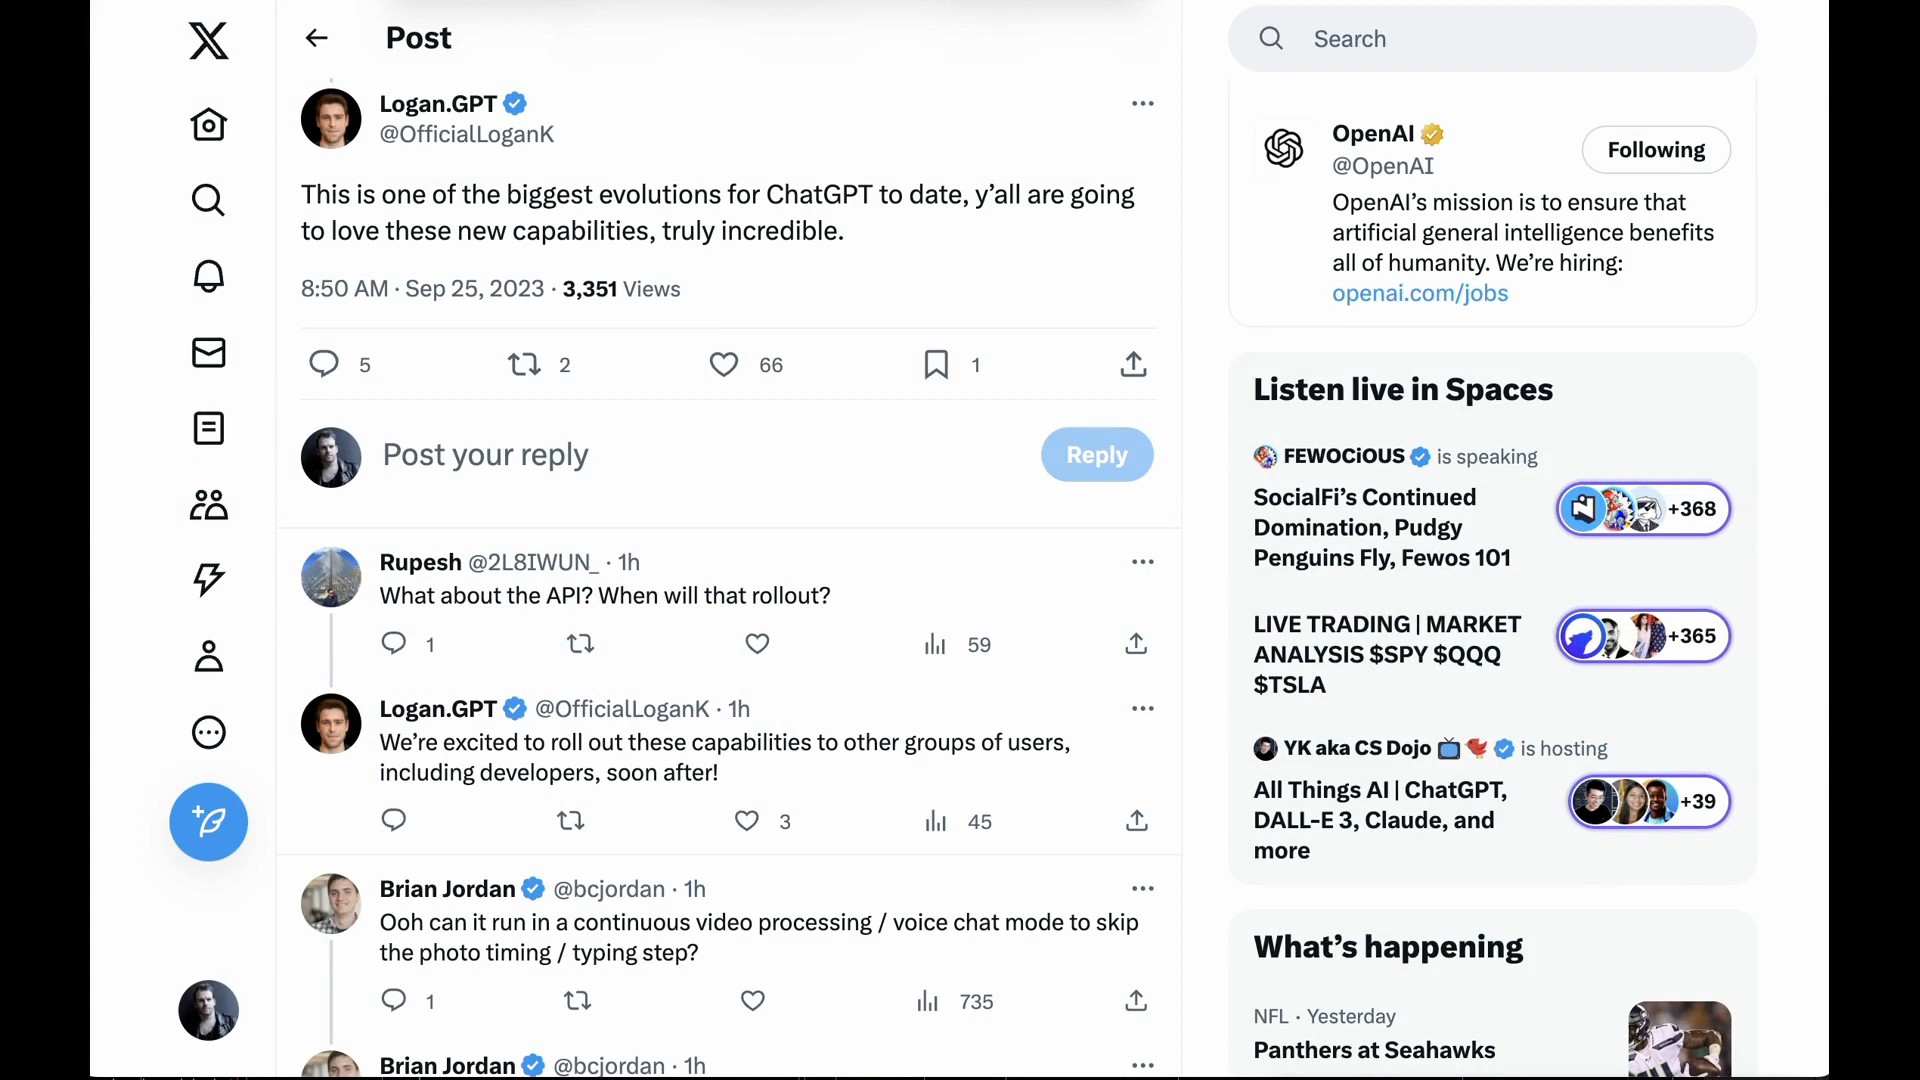 Post
Logan.GPT
@OfficialLoganK
This is one of the biggest evolutions for ChatGPT to date, y’all are going
to love these new capabilities, truly incredible.
8:50 AM · Sep 25, 2023 · 3,351 Views
5 2 66 1
Post your reply
Reply
Rupesh @2L8IWUN_ · 1h
What about the API? When will that rollout?
1 59
Logan.GPT @OfficialLoganK · 1h
We’re excited to roll out these capabilities to other groups of users,
including developers, soon after!
3 45
Brian Jordan @bcjordan · 1h
Ooh can it run in a continuous video processing / voice chat mode to skip
the photo timing / typing step?
1 735
Brian Jordan @bcjordan · 1h
Search
OpenAI
@OpenAI
Following
OpenAI’s mission is to ensure that
artificial general intelligence benefits
all of humanity. We’re hiring:
openai.com/jobs
Listen live in Spaces
FEWOCiOUS is speaking
SocialFi’s Continued
Domination, Pudgy
Penguins Fly, Fewos 101
+368
LIVE TRADING | MARKET
ANALYSIS $SPY $QQQ
$TSLA
+365
YK aka CS Dojo 📺🐦 is hosting
All Things AI | ChatGPT,
DALL-E 3, Claude, and
more
+39
What’s happening
NFL · Yesterday
Panthers at Seahawks